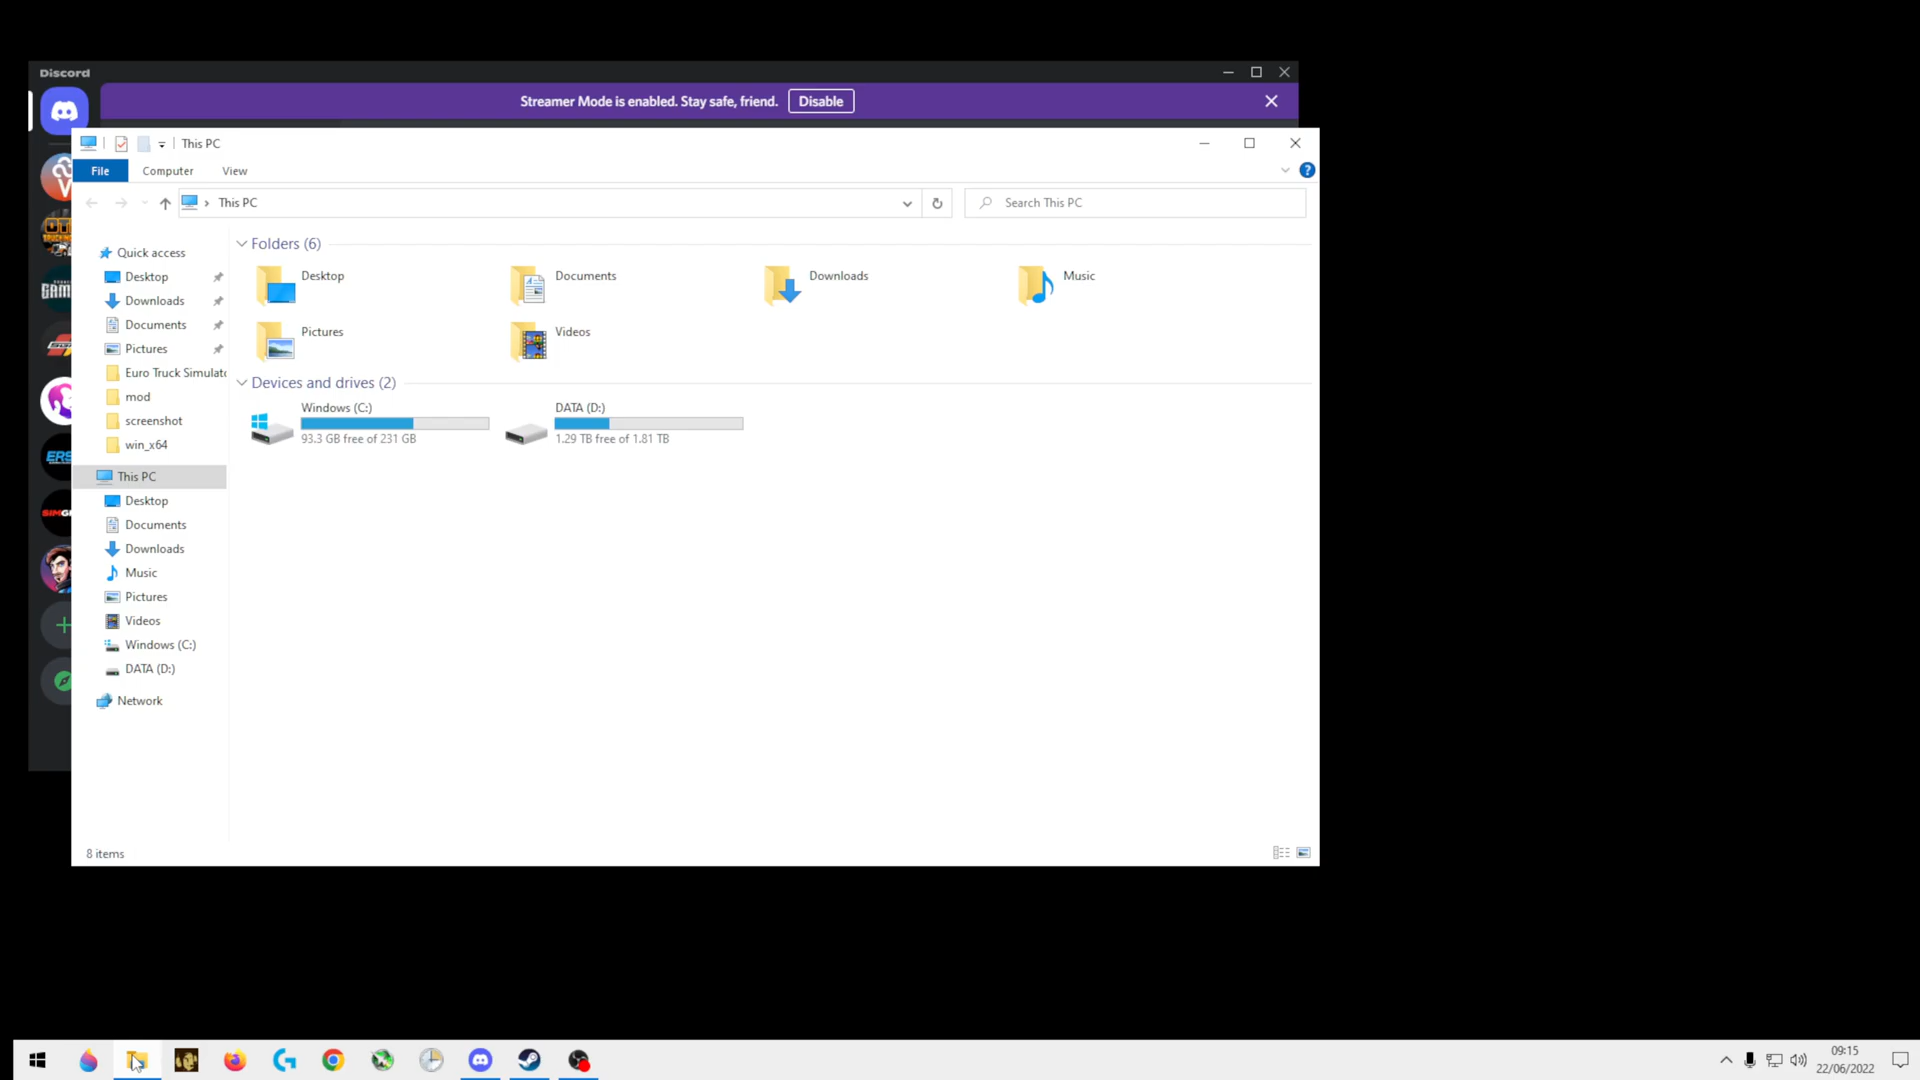 Discord
Streamer Mode is enabled. Stay safe, friend.
Disable
This PC
File
Computer
View
This PC
Search This PC
Quick access
Desktop
Downloads
Documents
Pictures
Euro Truck Simulato
mod
screenshot
win_x64
This PC
Desktop
Documents
Downloads
Music
Pictures
Videos
Windows (C:)
DATA (D:)
Network
Folders (6)
Desktop
Documents
Downloads
Music
Pictures
Videos
Devices and drives (2)
Windows (C:)
93.3 GB free of 231 GB
DATA (D:)
1.29 TB free of 1.81 TB
8 items
GAM
ERS
09:15
22/06/2022